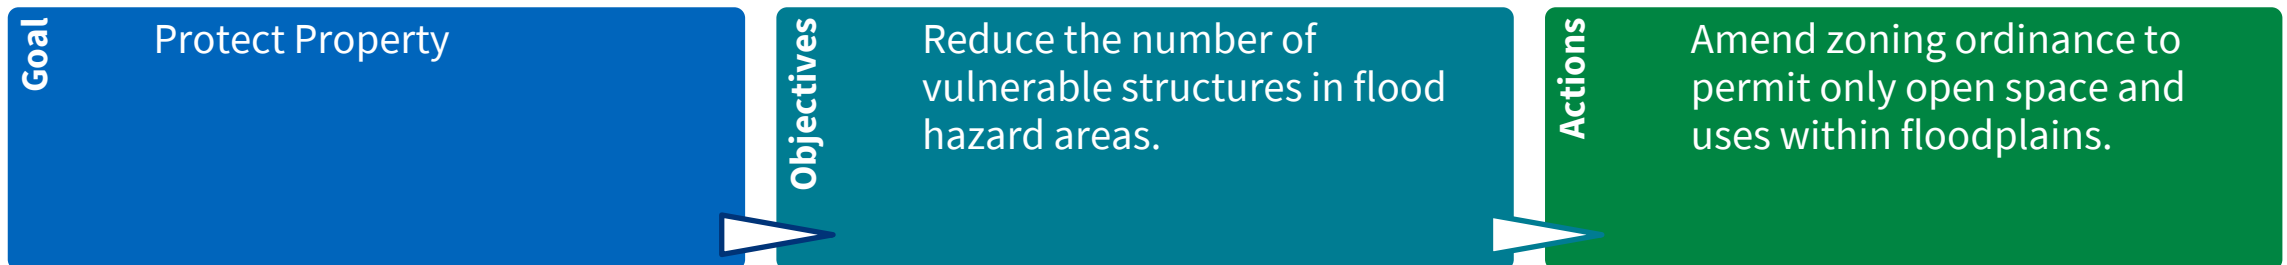 Goal
Protect Property
Objectives
Reduce the number of
vulnerable structures in flood
hazard areas.
Actions
Amend zoning ordinance to
permit only open space and
uses within floodplains.